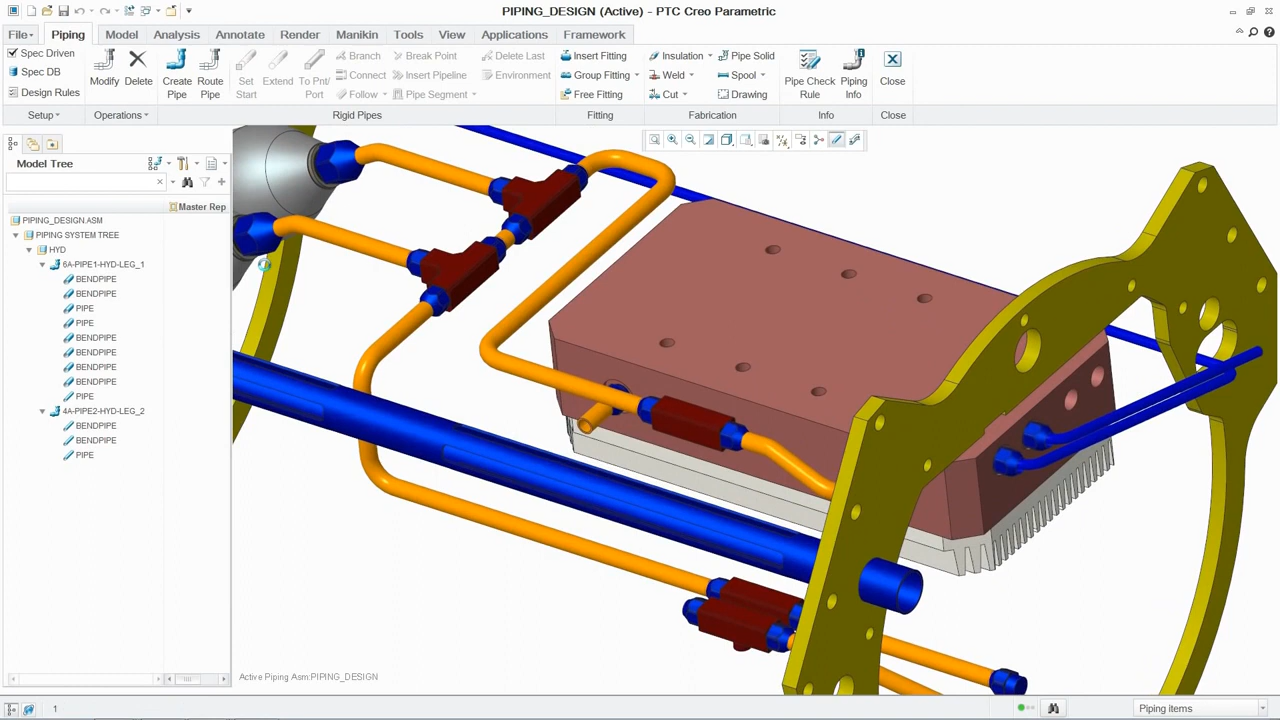 PIPING_DESIGN (Active) - PTC Creo Parametric
File Piping Model Analysis Annotate Render Manikin Tools View Applications Framework
Spec Driven
Spec DB
Design Rules
Modify Delete
Create Pipe
Route Pipe
Set Start
Extend
To Pnt/ Port
Branch Break Point Delete Last
Connect Insert Pipeline Environment
Follow Pipe Segment
Insert Fitting
Group Fitting
Free Fitting
Insulation Pipe Solid
Weld Spool
Cut Drawing
Pipe Check Rule
Piping Info
Close
Setup Operations Rigid Pipes Fitting Fabrication Info Close
Model Tree
Master Rep
PIPING_DESIGN.ASM
PIPING SYSTEM TREE
HYD
6A-PIPE1-HYD-LEG_1
BENDPIPE
BENDPIPE
PIPE
PIPE
BENDPIPE
BENDPIPE
BENDPIPE
BENDPIPE
PIPE
4A-PIPE2-HYD-LEG_2
BENDPIPE
BENDPIPE
PIPE
Active Piping Asm:PIPING_DESIGN
1
Piping items